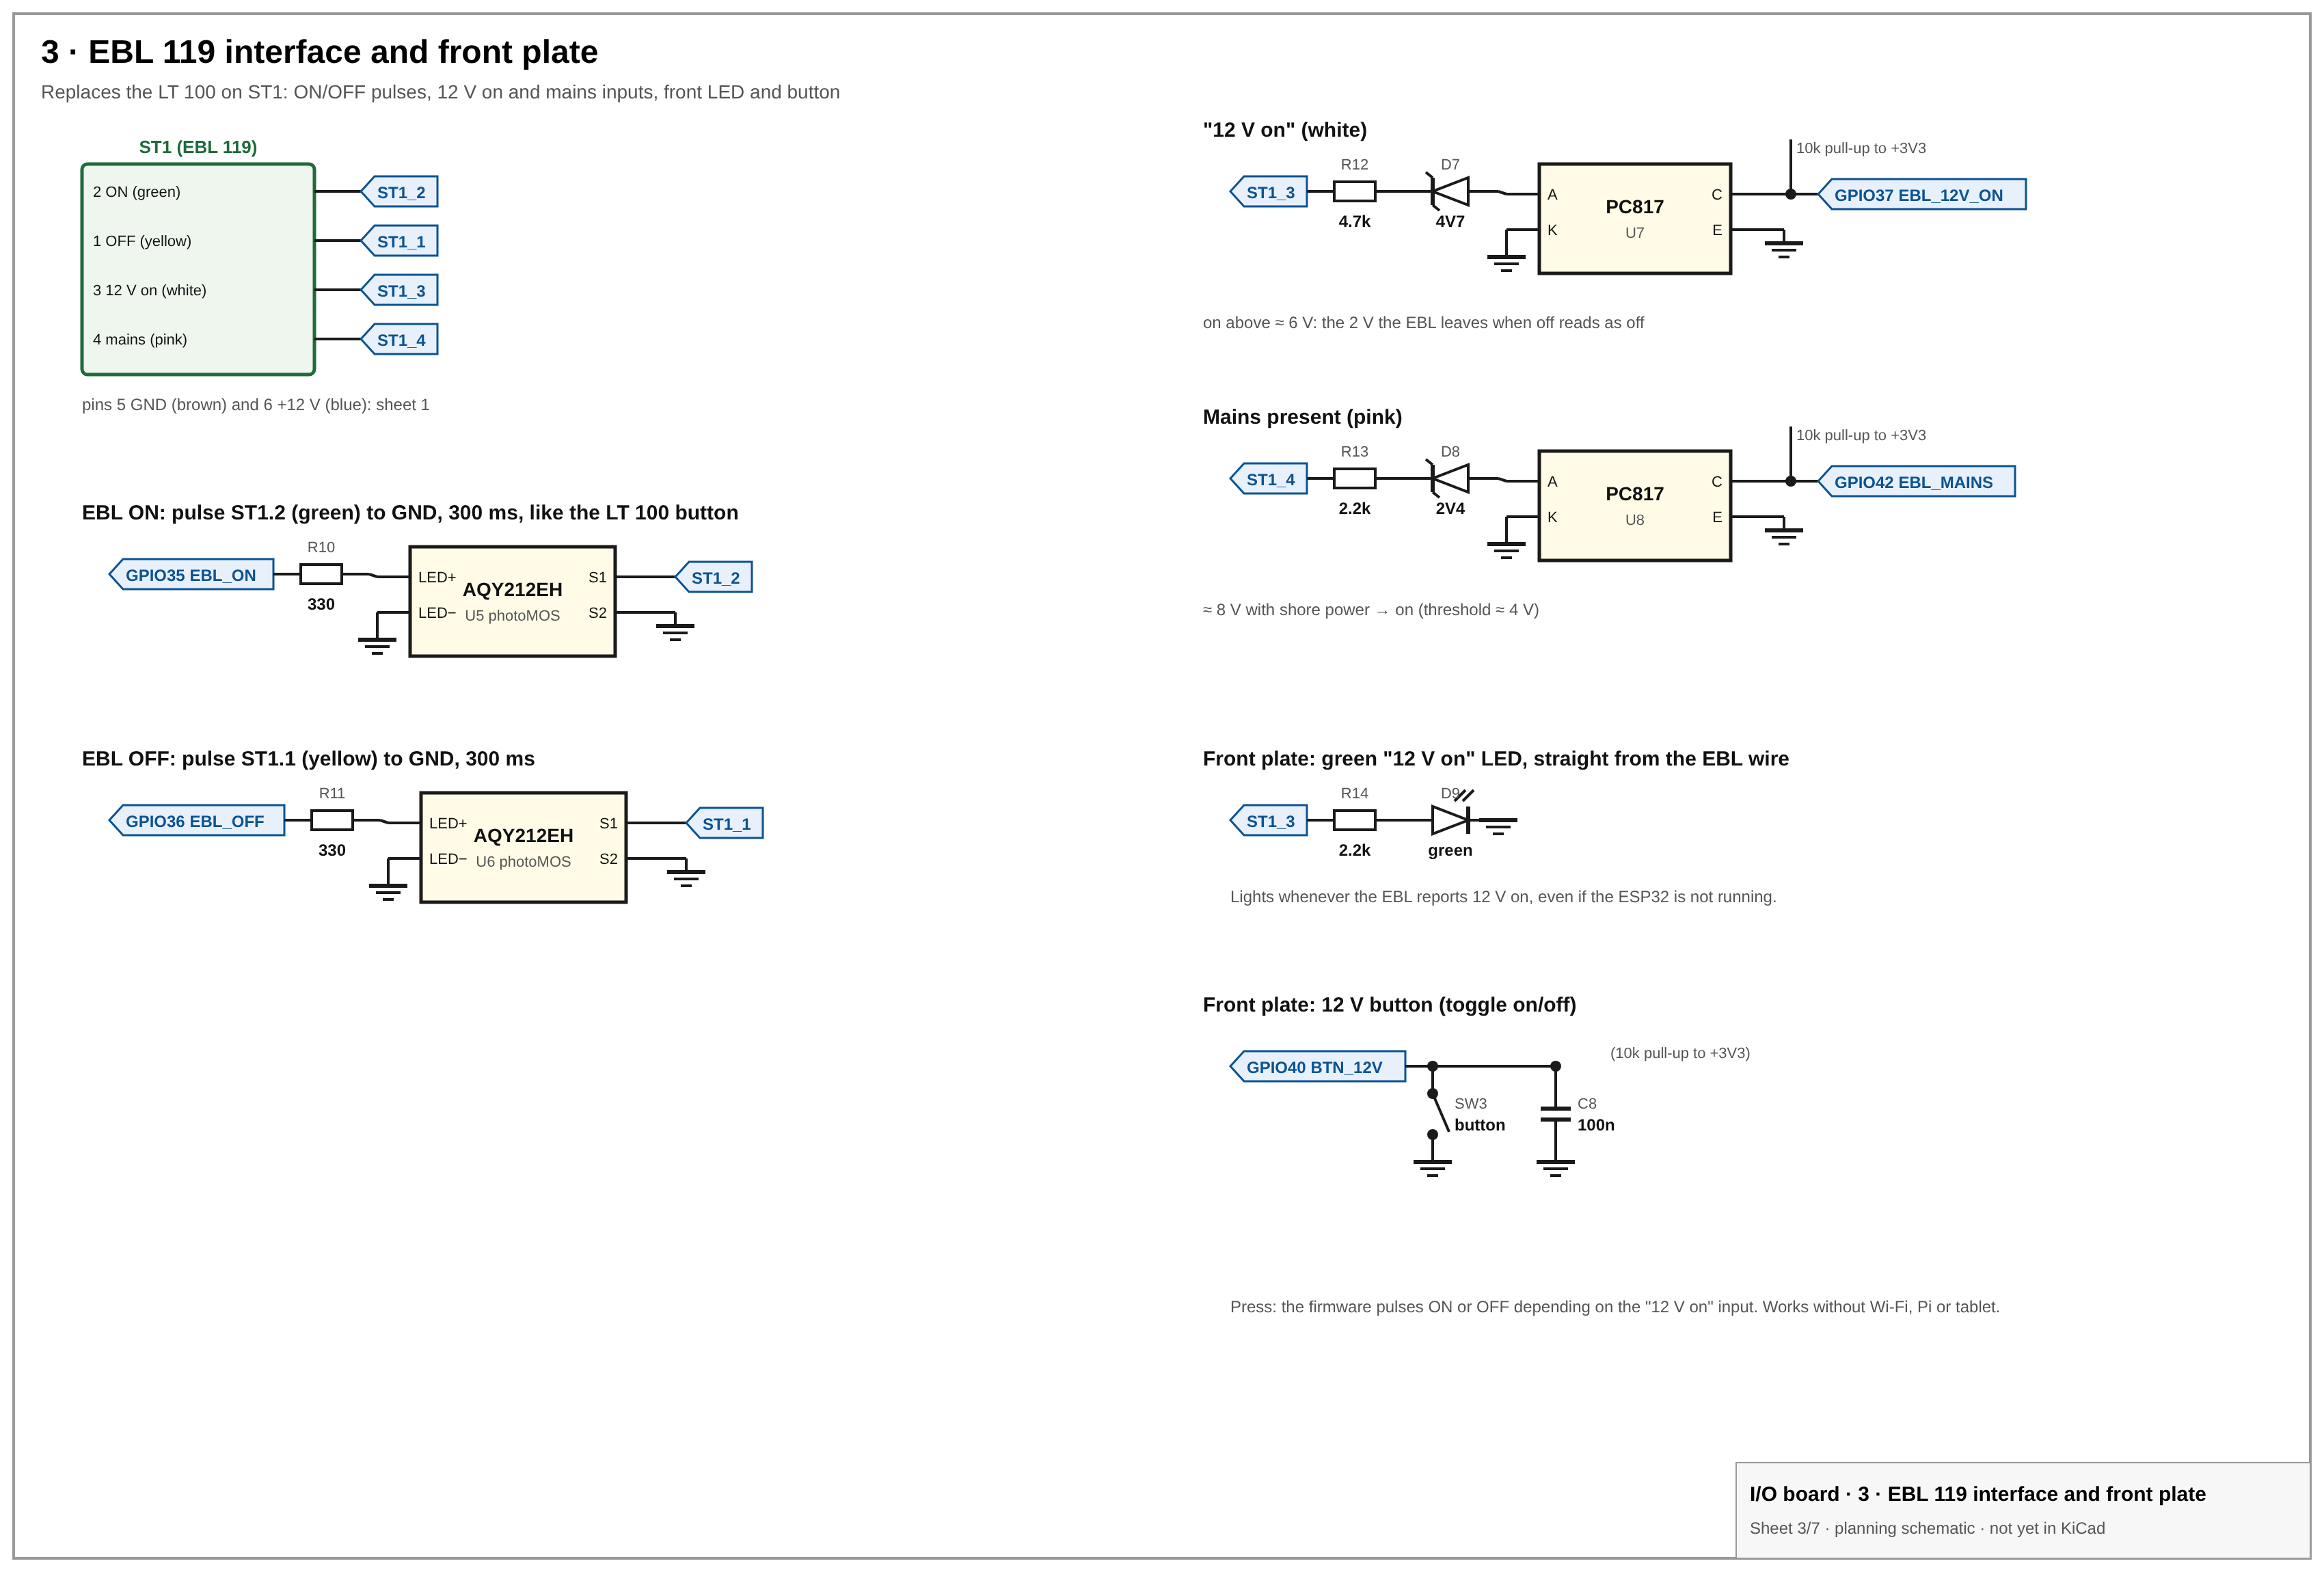 3 · EBL 119 interface and front plate
Replaces the LT 100 on ST1: ON/OFF pulses, 12 V on and mains inputs, front LED and button
ST1 (EBL 119)
2 ON (green)
ST1_2
1 OFF (yellow)
ST1_1
3 12 V on (white)
ST1_3
4 mains (pink)
ST1_4
pins 5 GND (brown) and 6 +12 V (blue): sheet 1
EBL ON: pulse ST1.2 (green) to GND, 300 ms, like the LT 100 button
GPIO35 EBL_ON
R10
330
LED+
LED−
AQY212EH
U5 photoMOS
S1
S2
ST1_2
EBL OFF: pulse ST1.1 (yellow) to GND, 300 ms
GPIO36 EBL_OFF
R11
330
LED+
LED−
AQY212EH
U6 photoMOS
S1
S2
ST1_1
"12 V on" (white)
ST1_3
R12
4.7k
D7
4V7
A
K
PC817
U7
C
E
10k pull-up to +3V3
GPIO37 EBL_12V_ON
on above ≈ 6 V: the 2 V the EBL leaves when off reads as off
Mains present (pink)
ST1_4
R13
2.2k
D8
2V4
A
K
PC817
U8
C
E
10k pull-up to +3V3
GPIO42 EBL_MAINS
≈ 8 V with shore power → on (threshold ≈ 4 V)
Front plate: green "12 V on" LED, straight from the EBL wire
ST1_3
R14
2.2k
D9
green
Lights whenever the EBL reports 12 V on, even if the ESP32 is not running.
Front plate: 12 V button (toggle on/off)
GPIO40 BTN_12V
(10k pull-up to +3V3)
SW3
button
C8
100n
Press: the firmware pulses ON or OFF depending on the "12 V on" input. Works without Wi-Fi, Pi or tablet.
I/O board · 3 · EBL 119 interface and front plate
Sheet 3/7 · planning schematic · not yet in KiCad